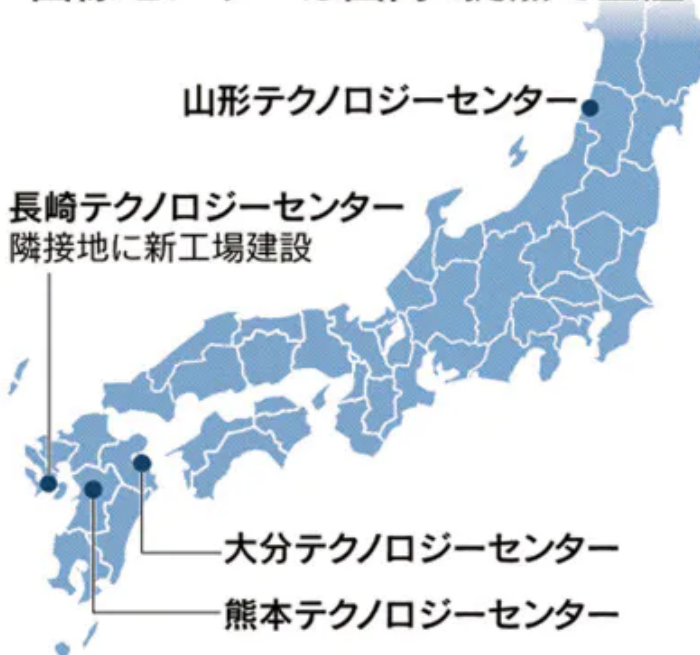 山形テクノロジーセンター
長崎テクノロジーセンター
隣接地に新工場建設
大分テクノロジーセンター
熊本テクノロジーセンター